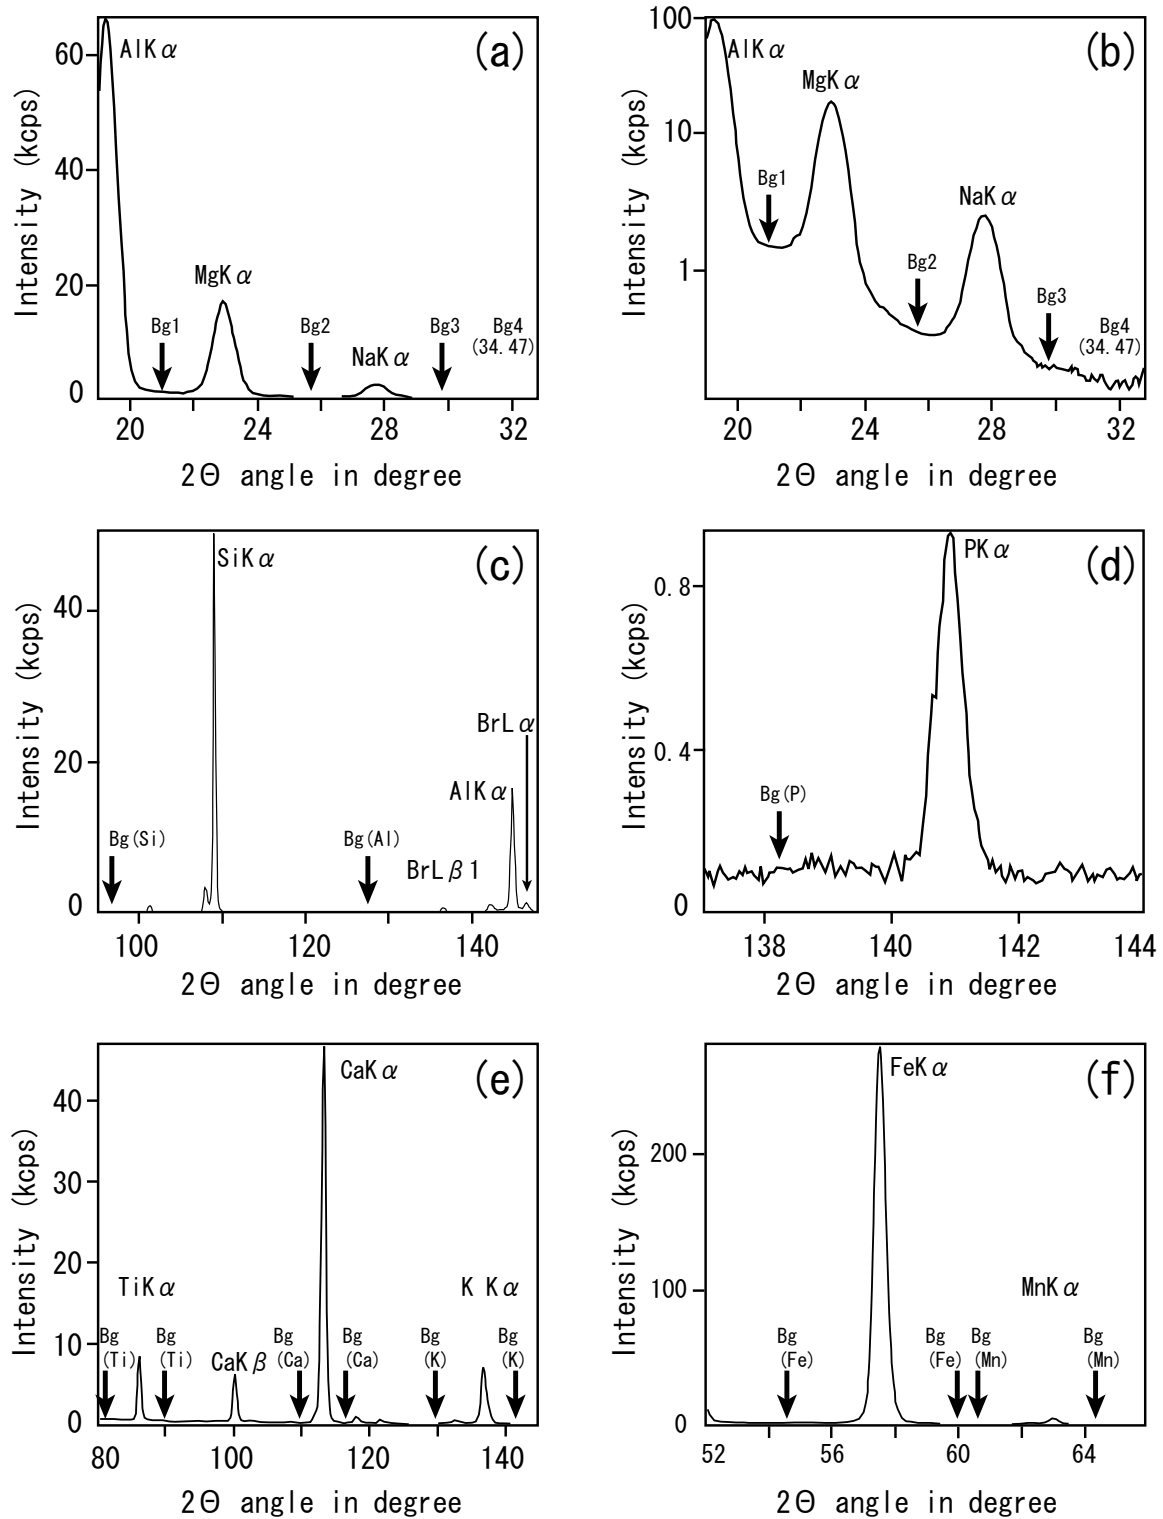 (a)
AlKα
MgKα
NaKα
Bg1
Bg2
Bg3
Bg4
(34.47)
60
40
20
0
20
24
28
32
Intensity (kcps)
2Θ angle in degree
(b)
AlKα
MgKα
NaKα
Bg1
Bg2
Bg3
Bg4
(34.47)
100
10
1
20
24
28
32
Intensity (kcps)
2Θ angle in degree
(c)
SiKα
BrLα
AlKα
BrLβ1
Bg(Si)
Bg(Al)
40
20
0
100
120
140
Intensity (kcps)
2Θ angle in degree
(d)
PKα
Bg(P)
0.8
0.4
0
138
140
142
144
Intensity (kcps)
2Θ angle in degree
(e)
CaKα
TiKα
K Kα
CaKβ
Bg
(Ti)
Bg
(Ti)
Bg
(Ca)
Bg
(Ca)
Bg
(K)
Bg
(K)
40
30
20
10
0
80
100
120
140
Intensity (kcps)
2Θ angle in degree
(f)
FeKα
MnKα
Bg
(Fe)
Bg
(Fe)
Bg
(Mn)
Bg
(Mn)
200
100
0
52
56
60
64
Intensity (kcps)
2Θ angle in degree